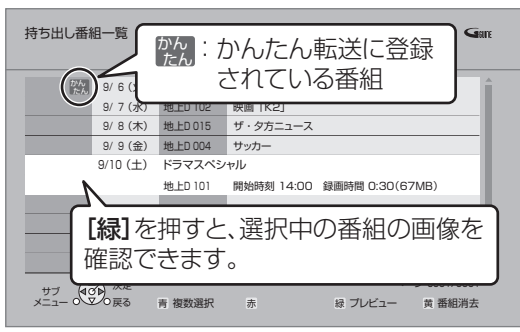 持ち出し番組一覧
GGUIDE
かん
たん
：かんたん転送に登録
されている番組
かん
たん
9/ 6 (
9/ 7 (水) 地上D 102 映画「K2」
9/ 8 (木) 地上D 015 ザ・夕方ニュース
9/ 9 (金) 地上D 004 サッカー
9/10 (土) ドラマスペシャル
地上D 101 開始時刻 14:00 録画時間 0:30(67MB)
[緑]を押すと、選択中の番組の画像を
確認できます。
サブ
メニュー 決定
戻る 青 複数選択 赤 緑 プレビュー 黄 番組消去